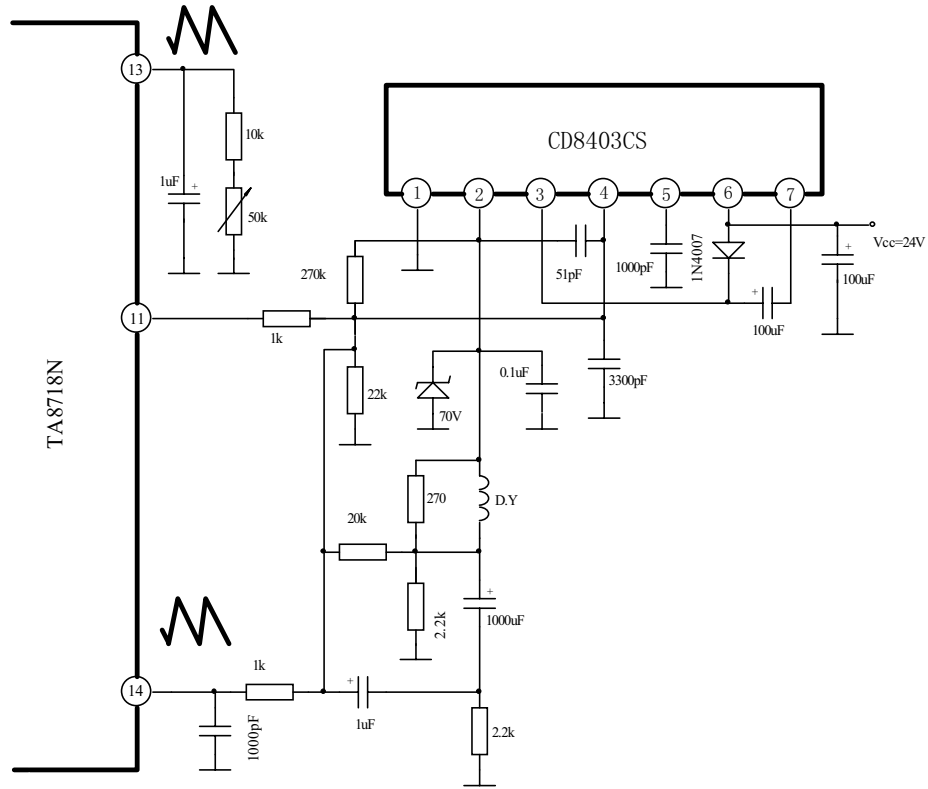 13
10k
1uF
+
50k
CD8403CS
1
2
3
4
5
6
7
Vcc=24V
270k
51pF
1000pF
1N4007
+
100uF
+
100uF
11
1k
TA8718N
22k
70V
0.1uF
3300pF
270
D.Y
20k
2.2k
+
1000uF
14
1k
1000pF
+
1uF
2.2k